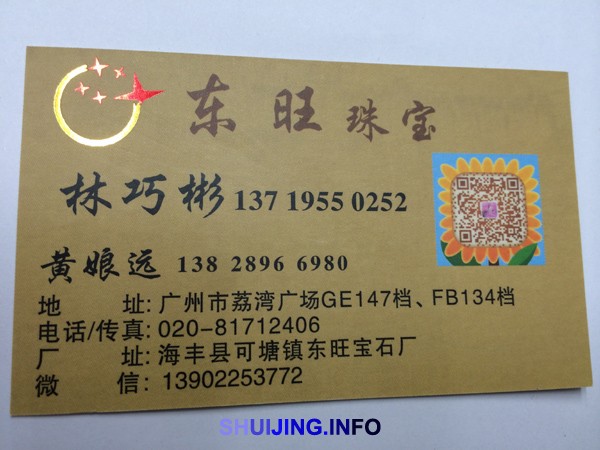 东旺珠宝
林巧彬 137 1955 0252
黄娘远 138 2896 6980
地 址: 广州市荔湾广场GE147档、FB134档
电话/传真: 020-81712406
厂 址: 海丰县可塘镇东旺宝石厂
微 信: 13902253772
SHUIJING.INFO